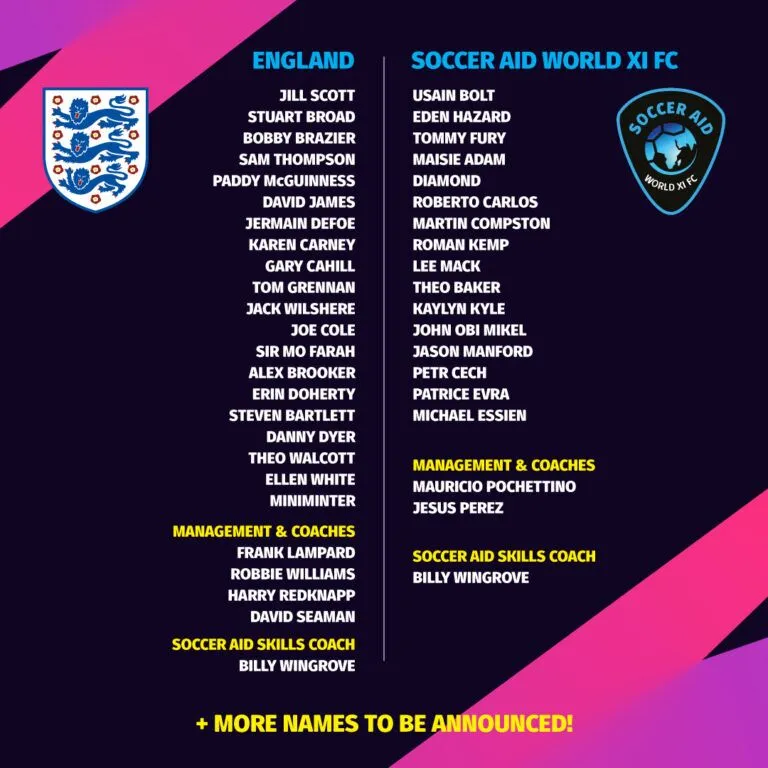 ENGLAND
JILL SCOTT
STUART BROAD
BOBBY BRAZIER
SAM THOMPSON
PADDY McGUINNESS
DAVID JAMES
JERMAIN DEFOE
KAREN CARNEY
GARY CAHILL
TOM GRENNAN
JACK WILSHERE
JOE COLE
SIR MO FARAH
ALEX BROOKER
ERIN DOHERTY
STEVEN BARTLETT
DANNY DYER
THEO WALCOTT
ELLEN WHITE
MINIMINTER
MANAGEMENT & COACHES
FRANK LAMPARD
ROBBIE WILLIAMS
HARRY REDKNAPP
DAVID SEAMAN
SOCCER AID SKILLS COACH
BILLY WINGROVE
SOCCER AID WORLD XI FC
USAIN BOLT
EDEN HAZARD
TOMMY FURY
MAISIE ADAM
DIAMOND
ROBERTO CARLOS
MARTIN COMPSTON
ROMAN KEMP
LEE MACK
THEO BAKER
KAYLYN KYLE
JOHN OBI MIKEL
JASON MANFORD
PETR CECH
PATRICE EVRA
MICHAEL ESSIEN
MANAGEMENT & COACHES
MAURICIO POCHETTINO
JESUS PEREZ
SOCCER AID SKILLS COACH
BILLY WINGROVE
SOCCER AID
WORLD XI FC
+ MORE NAMES TO BE ANNOUNCED!